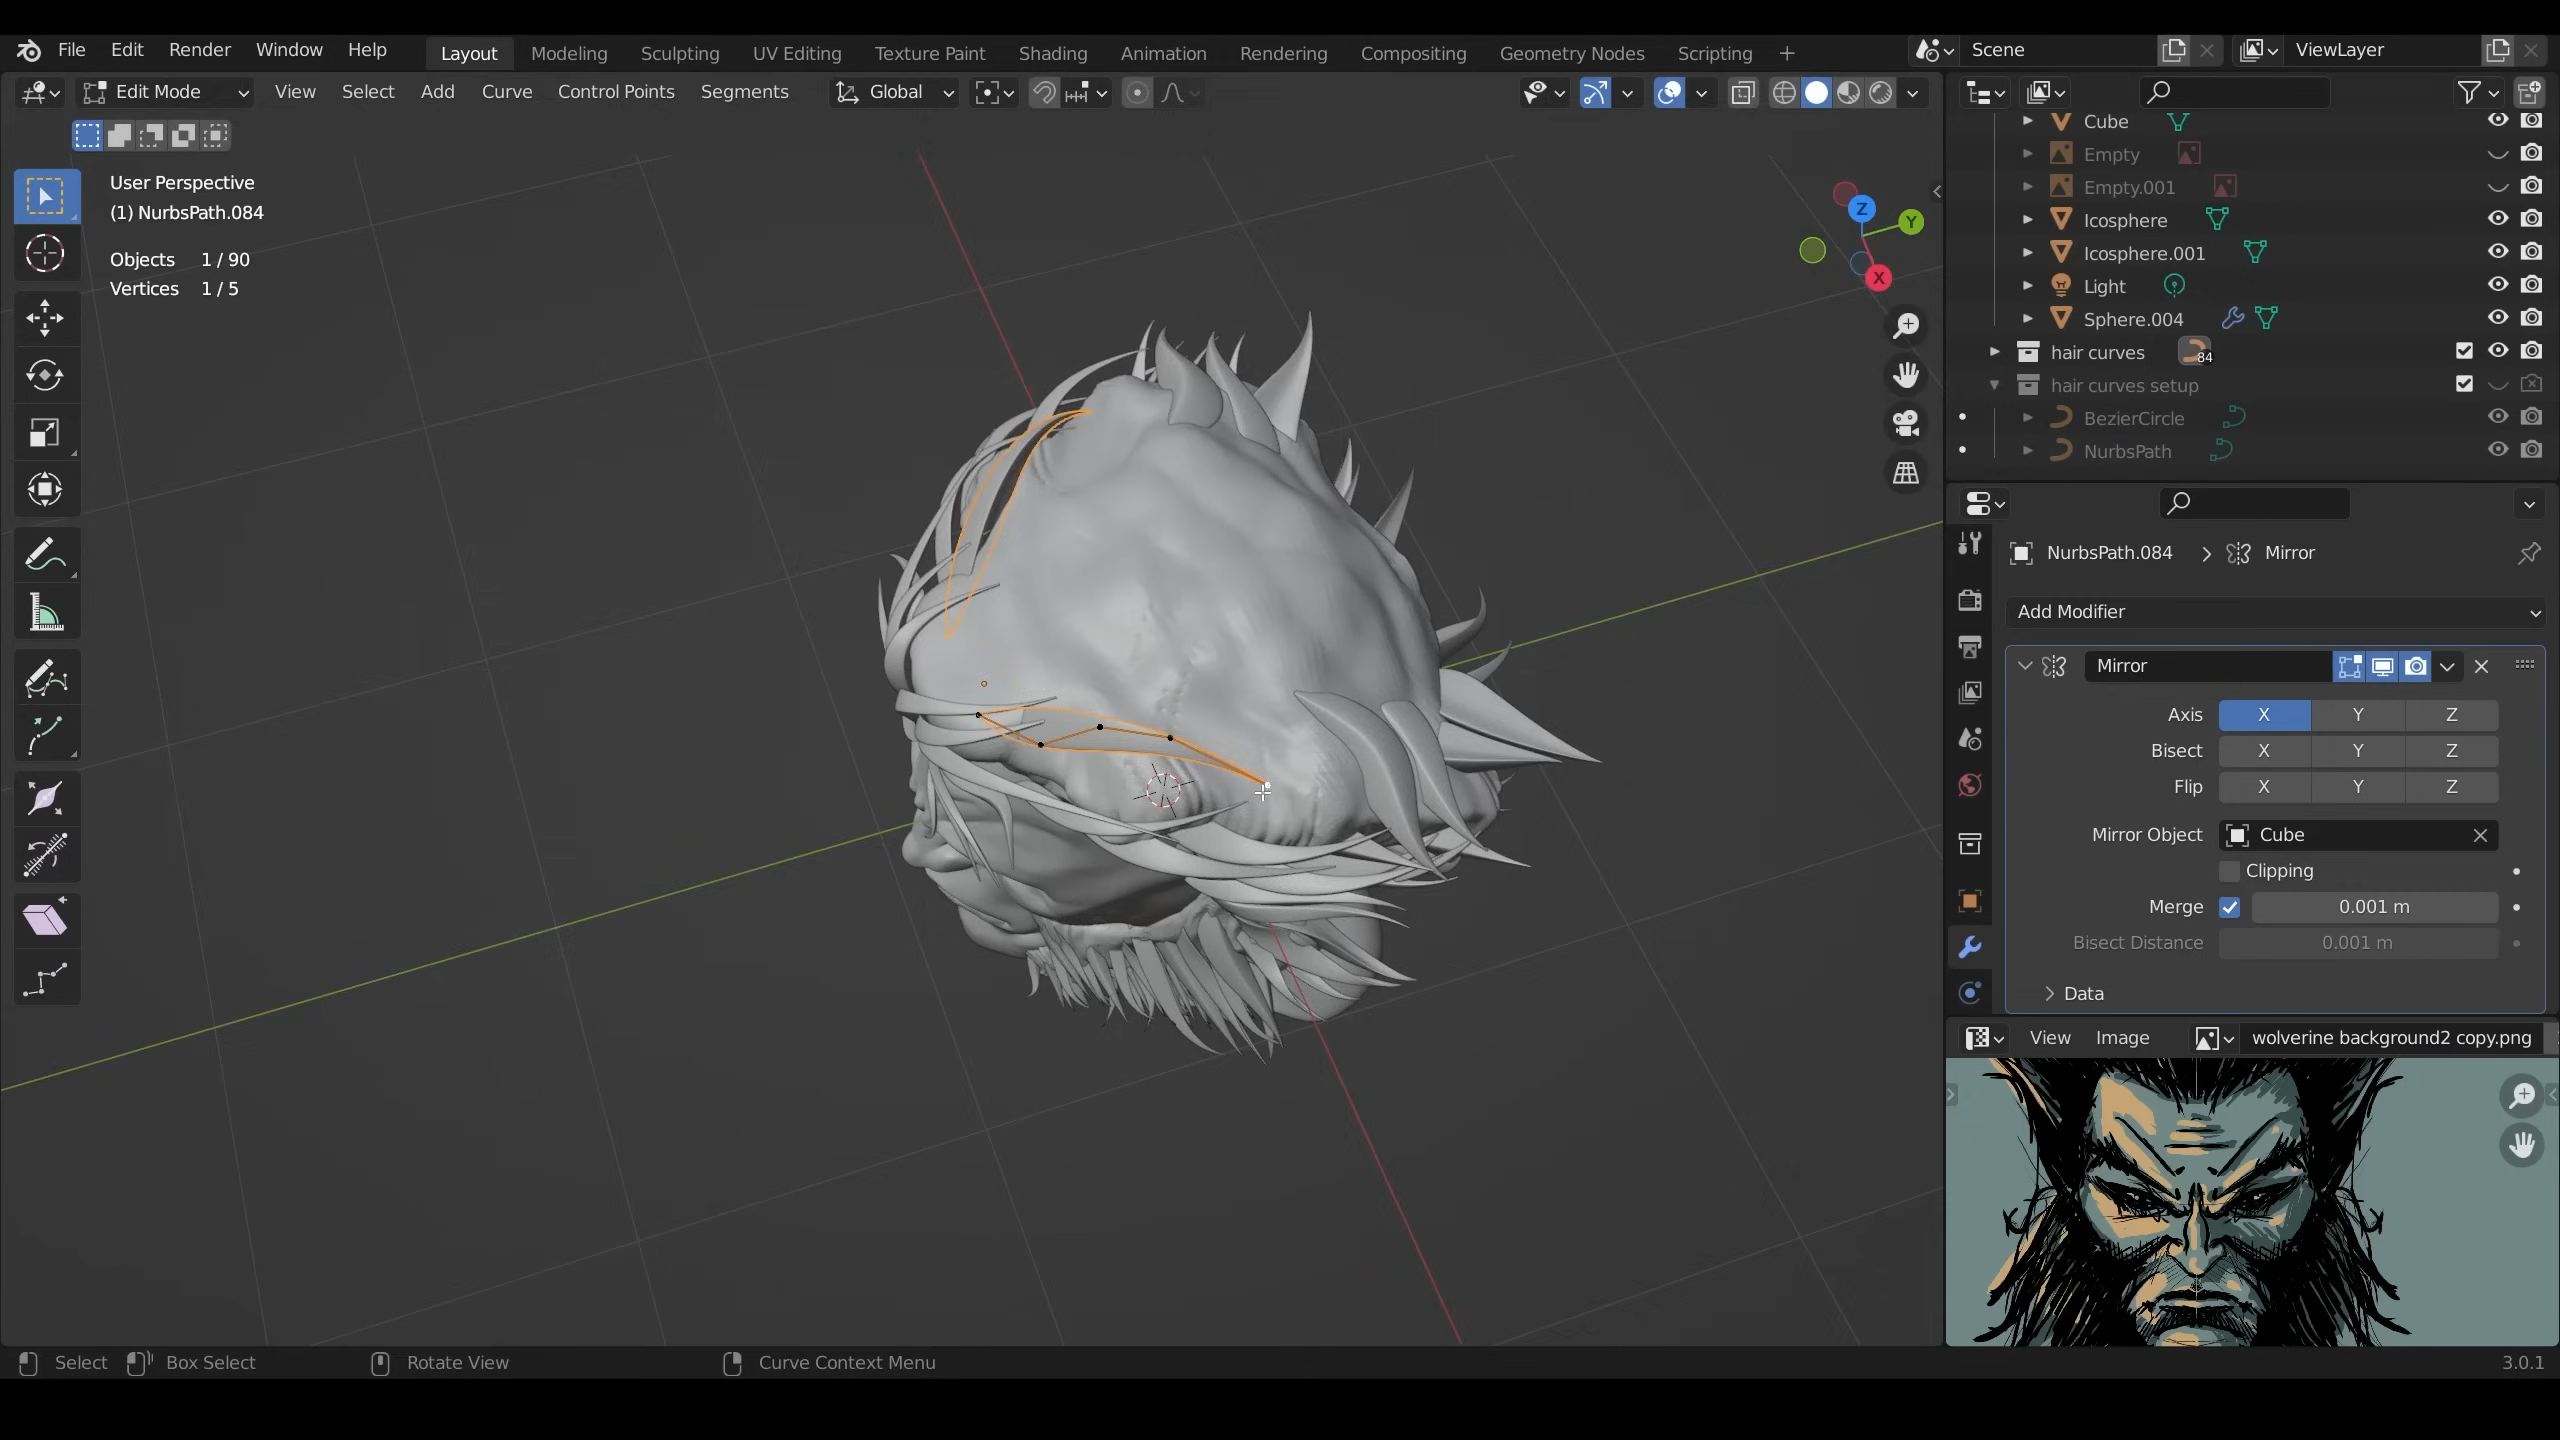 File Edit Render Window Help Layout Modeling Sculpting UV Editing Texture Paint Shading Animation Rendering Compositing Geometry Nodes Scripting + Scene ViewLayer
Edit Mode View Select Add Curve Control Points Segments Global
User Perspective
(1) NurbsPath.084
Objects 1 / 90
Vertices 1 / 5
Z
Y
X
Cube
Empty
Empty.001
Icosphere
Icosphere.001
Light
Sphere.004
hair curves 84
hair curves setup
BezierCircle
NurbsPath
NurbsPath.084 > Mirror
Add Modifier
Mirror
Axis X Y Z
Bisect X Y Z
Flip X Y Z
Mirror Object Cube
Clipping
Merge 0.001 m
Bisect Distance 0.001 m
Data
View Image wolverine background2 copy.png
Select Box Select Rotate View Curve Context Menu 3.0.1